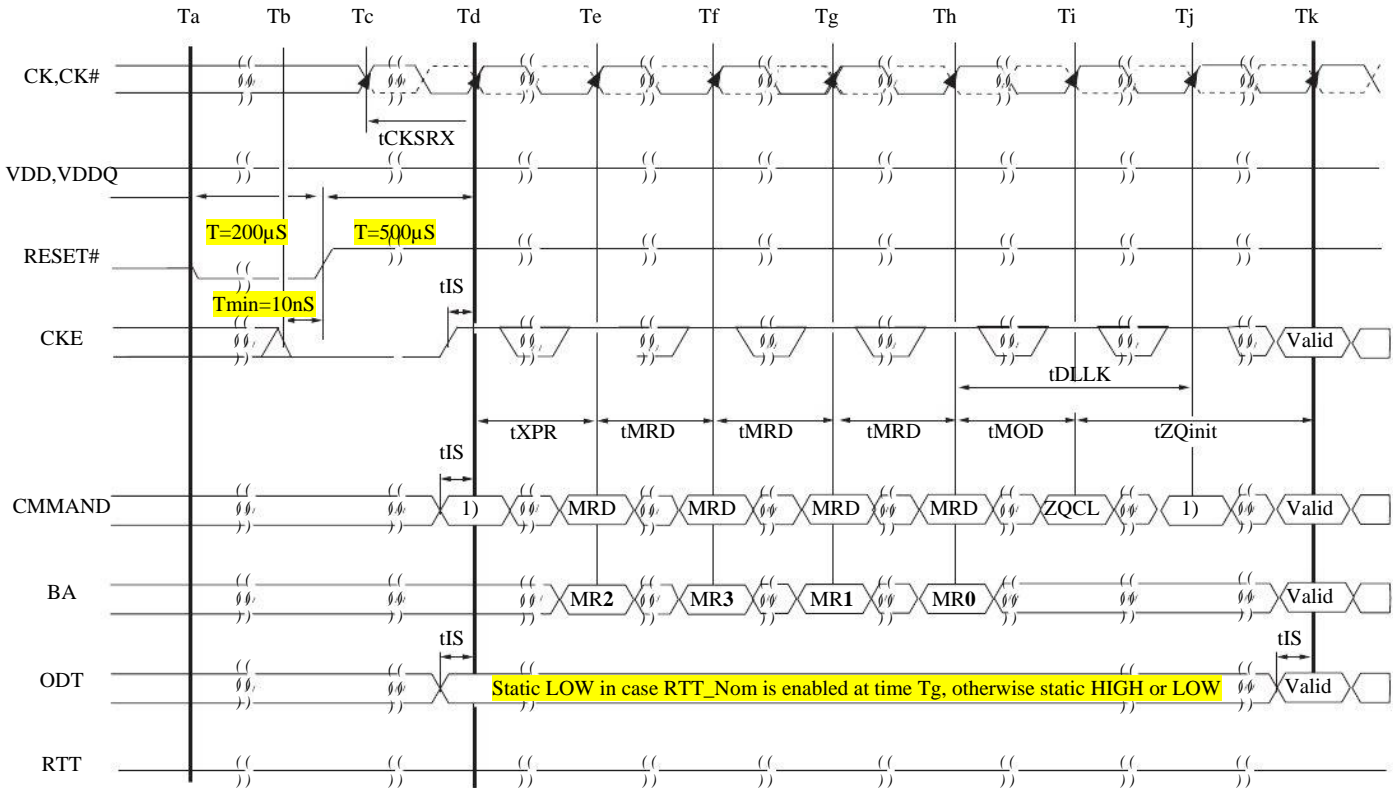 Ta Tb Tc Td Te Tf Tg Th Ti Tj Tk
CK,CK#
tCKSRX
VDD,VDDQ
T=200µS T=500µS
RESET#
Tmin=10nS tIS
CKE Valid
tDLLK
tXPR tMRD tMRD tMRD tMOD tZQinit
tIS
CMMAND 1) MRD MRD MRD MRD ZQCL 1) Valid
BA MR2 MR3 MR1 MR0 Valid
tIS tIS
ODT Static LOW in case RTT_Nom is enabled at time Tg, otherwise static HIGH or LOW Valid
RTT